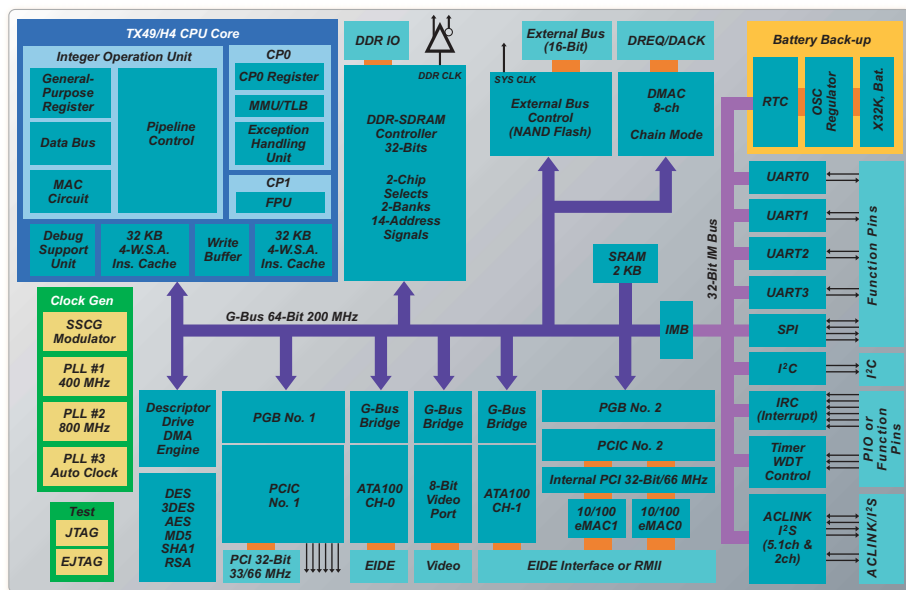 TX49/H4 CPU Core
Integer Operation Unit
General-
Purpose
Register
Data Bus
MAC
Circuit
Pipeline
Control
CP0
CP0 Register
MMU/TLB
Exception
Handling
Unit
CP1
FPU
Debug
Support
Unit
32 KB
4-W.S.A.
Ins. Cache
Write
Buffer
32 KB
4-W.S.A.
Ins. Cache
DDR IO
DDR CLK
DDR-SDRAM
Controller
32-Bits
2-Chip
Selects
2-Banks
14-Address
Signals
External Bus
(16-Bit)
SYS CLK
External Bus
Control
(NAND Flash)
DREQ/DACK
DMAC
8-ch
Chain Mode
Battery Back-up
RTC
OSC
Regulator
X32K, Bat.
32-Bit IM Bus
UART0
UART1
UART2
UART3
SPI
I²C
IRC
(Interrupt)
Timer
WDT
Control
ACLINK
I²S
(5.1ch &
2ch)
Function Pins
I²C
PIO or
Function
Pins
ACLINK/I²S
SRAM
2 KB
IMB
G-Bus 64-Bit 200 MHz
Clock Gen
SSCG
Modulator
PLL #1
400 MHz
PLL #2
800 MHz
PLL #3
Auto Clock
Test
JTAG
EJTAG
Descriptor
Drive
DMA
Engine
DES
3DES
AES
MD5
SHA1
RSA
PGB No. 1
PCIC
No. 1
PCI 32-Bit
33/66 MHz
G-Bus
Bridge
ATA100
CH-0
EIDE
G-Bus
Bridge
8-Bit
Video
Port
Video
G-Bus
Bridge
ATA100
CH-1
PGB No. 2
PCIC No. 2
Internal PCI 32-Bit/66 MHz
10/100
eMAC1
10/100
eMAC0
EIDE Interface or RMII